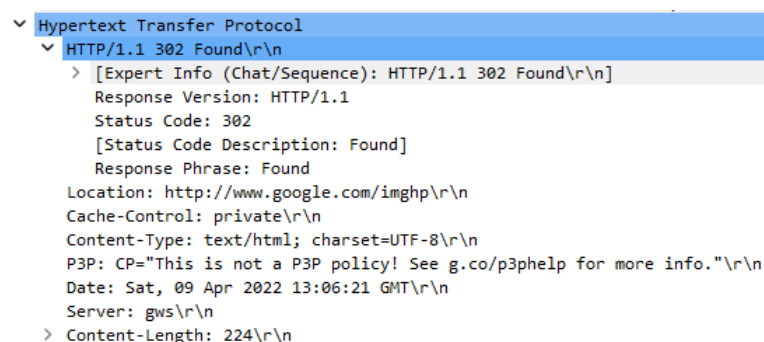 Hypertext Transfer Protocol
HTTP/1.1 302 Found\r\n
[Expert Info (Chat/Sequence): HTTP/1.1 302 Found\r\n]
Response Version: HTTP/1.1
Status Code: 302
[Status Code Description: Found]
Response Phrase: Found
Location: http://www.google.com/imghp\r\n
Cache-Control: private\r\n
Content-Type: text/html; charset=UTF-8\r\n
P3P: CP="This is not a P3P policy! See g.co/p3phelp for more info."\r\n
Date: Sat, 09 Apr 2022 13:06:21 GMT\r\n
Server: gws\r\n
Content-Length: 224\r\n